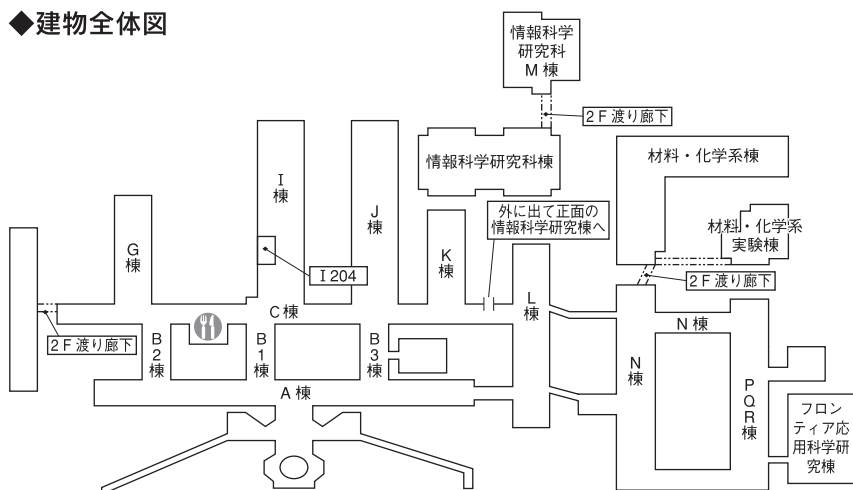 ◆建物全体図
情報科学
研究科
M棟
2F渡り廊下
情報科学研究科棟
材料・化学系棟
I
棟
J
棟
外に出て正面の
情報科学研究棟へ
材料・化学系
実験棟
G
棟
K
棟
I 204
2F渡り廊下
C棟
L
棟
2F渡り廊下
B
2
棟
B
1
棟
B
3
棟
N棟
N
棟
A棟
P
Q
R
棟
フロン
ティア応
用科学研
究棟